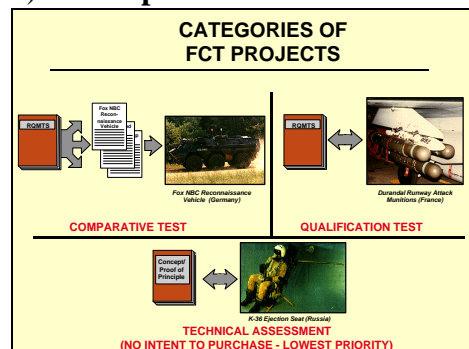 CATEGORIES OF
FCT PROJECTS
RQMTS
Fox NBC
Recon-
naissance
Vehicle
Fox NBC Reconnaissance
Vehicle (Germany)
COMPARATIVE TEST
RQMTS
Durandal Runway Attack
Munitions (France)
QUALIFICATION TEST
Concept/
Proof of
Principle
K-36 Ejection Seat (Russia)
TECHNICAL ASSESSMENT
(NO INTENT TO PURCHASE - LOWEST PRIORITY)